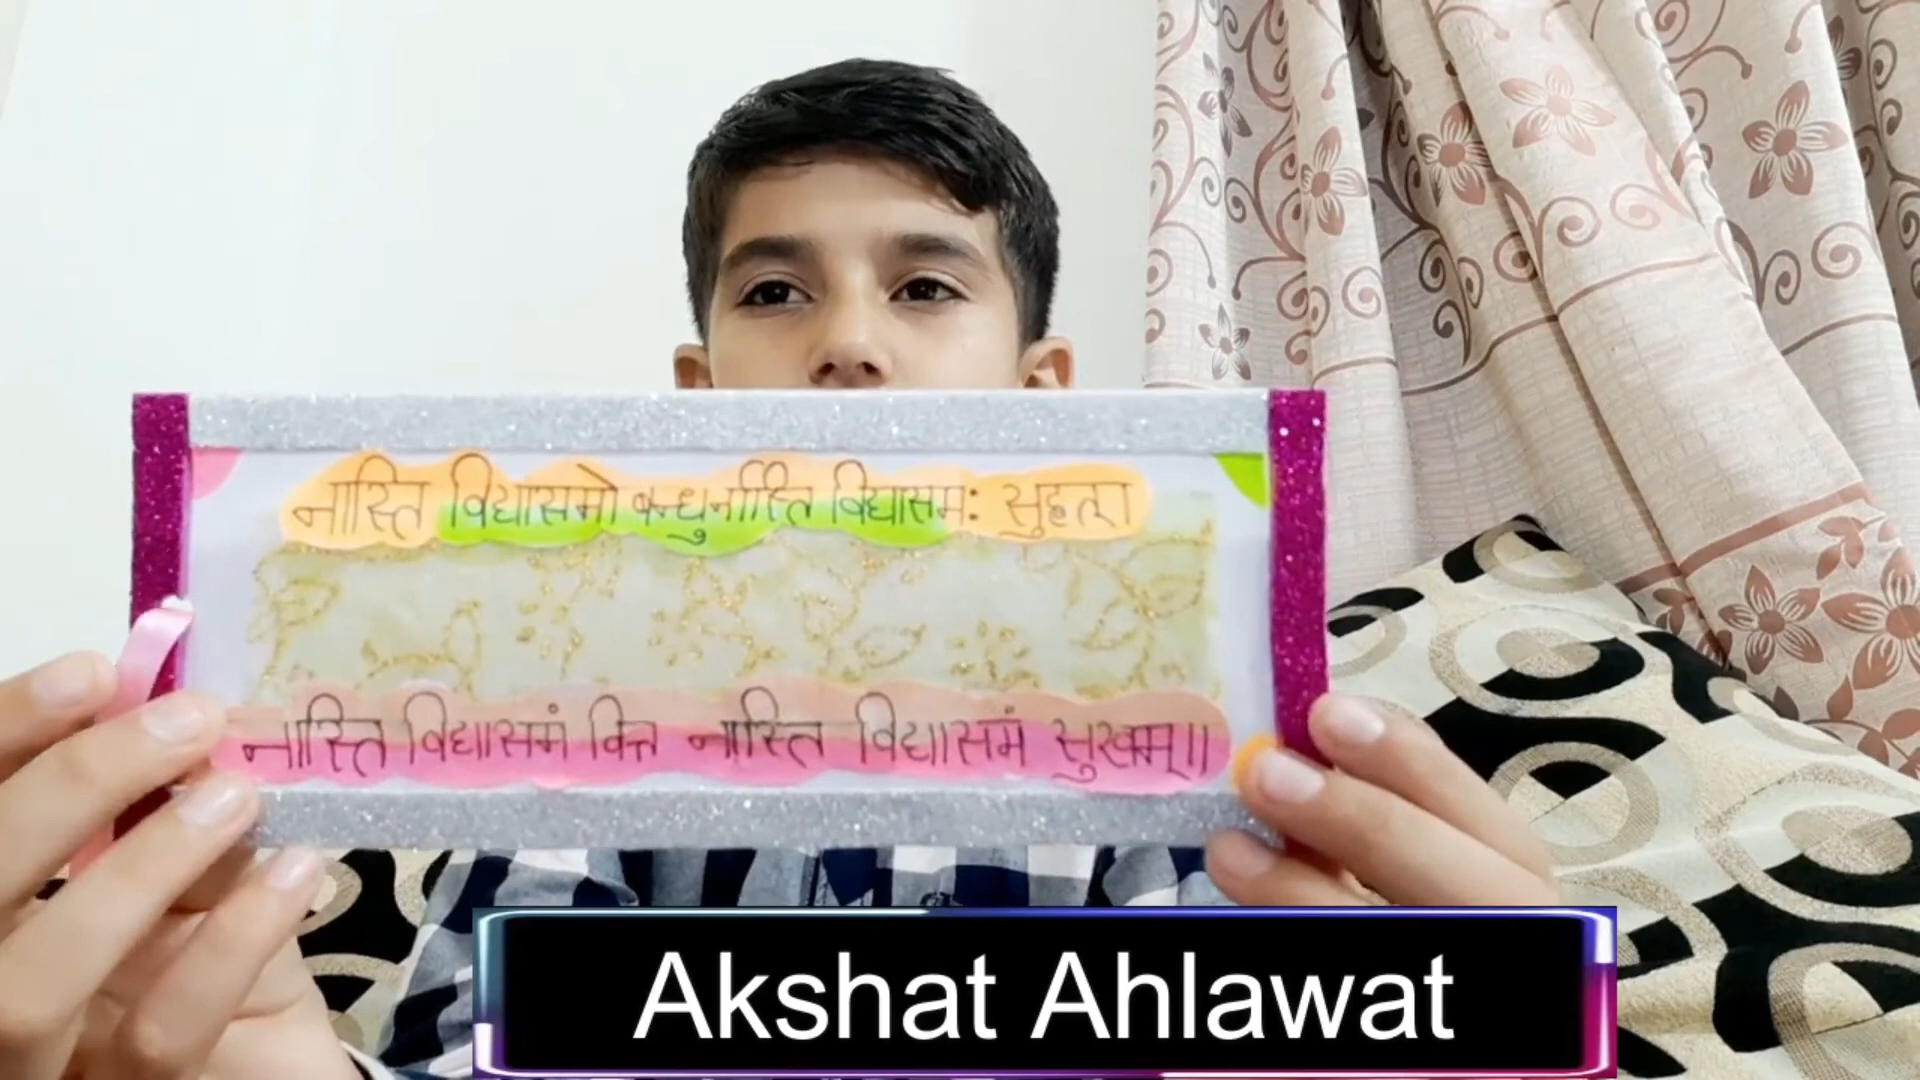 नास्ति विद्यासमो बन्धुर्नास्ति विद्यासमः सुहृत्।
नास्ति विद्यासमं वित्तं नास्ति विद्यासमं सुखम्॥
Akshat Ahlawat